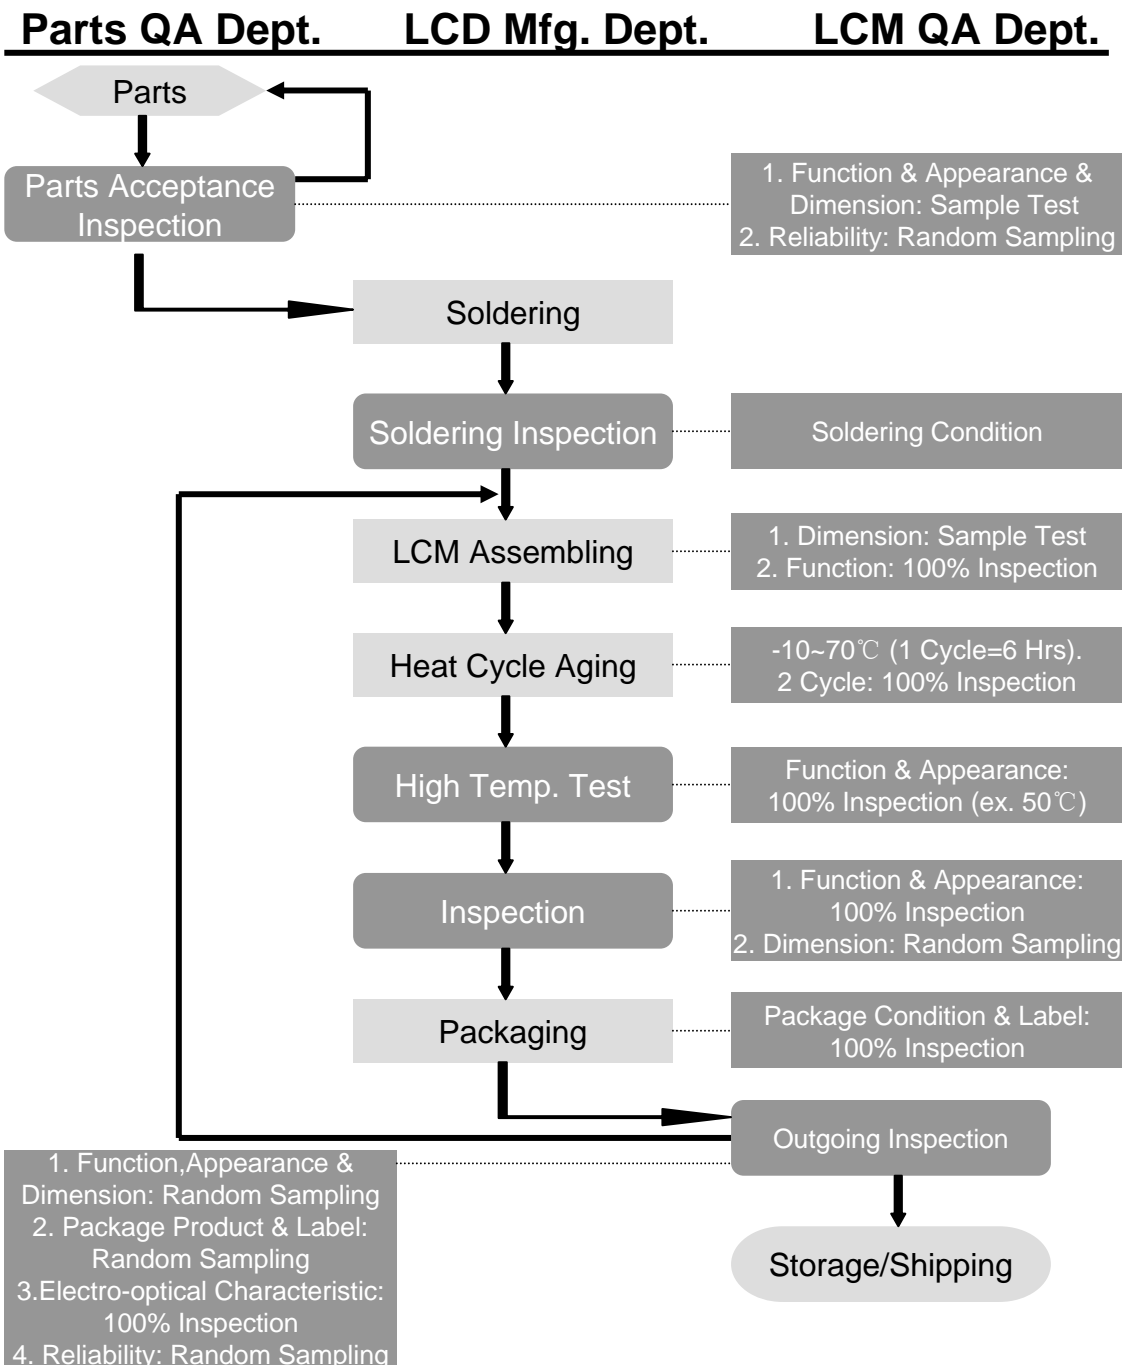 Parts QA Dept. LCD Mfg. Dept. LCM QA Dept.
Parts
Parts Acceptance
Inspection
1. Function & Appearance &
Dimension: Sample Test
2. Reliability: Random Sampling
Soldering
Soldering Inspection
Soldering Condition
LCM Assembling
1. Dimension: Sample Test
2. Function: 100% Inspection
Heat Cycle Aging
-10~70℃ (1 Cycle=6 Hrs).
2 Cycle: 100% Inspection
High Temp. Test
Function & Appearance:
100% Inspection (ex. 50℃)
Inspection
1. Function & Appearance:
100% Inspection
2. Dimension: Random Sampling
Packaging
Package Condition & Label:
100% Inspection
Outgoing Inspection
1. Function,Appearance &
Dimension: Random Sampling
2. Package Product & Label:
Random Sampling
3.Electro-optical Characteristic:
100% Inspection
4. Reliability: Random Sampling
Storage/Shipping